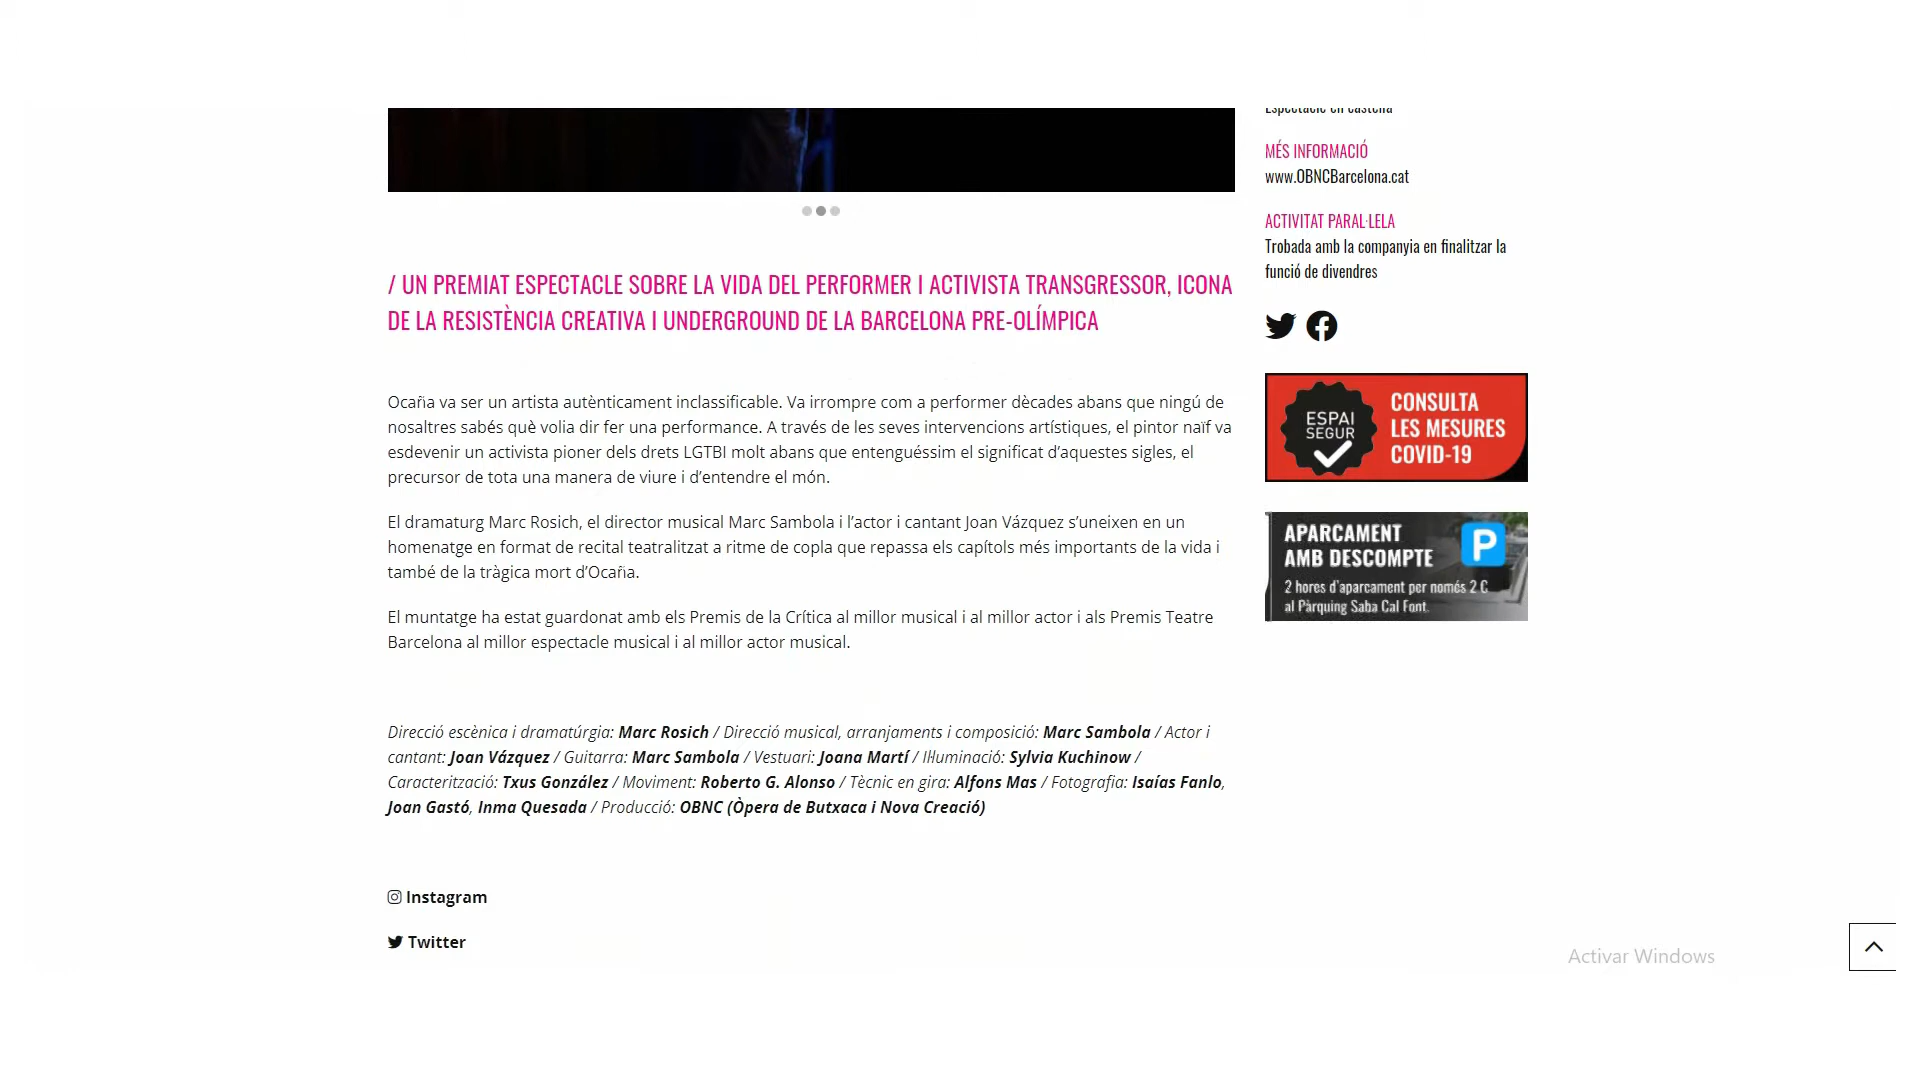 Espectacle en castellà
MÉS INFORMACIÓ
www.OBNCBarcelona.cat
ACTIVITAT PARAL·LELA
Trobada amb la companyia en finalitzar la
funció de divendres
/ UN PREMIAT ESPECTACLE SOBRE LA VIDA DEL PERFORMER I ACTIVISTA TRANSGRESSOR, ICONA
DE LA RESISTÈNCIA CREATIVA I UNDERGROUND DE LA BARCELONA PRE-OLÍMPICA
Ocaña va ser un artista autènticament inclassificable. Va irrompre com a performer dècades abans que ningú de
nosaltres sabés què volia dir fer una performance. A través de les seves intervencions artístiques, el pintor naïf va
esdevenir un activista pioner dels drets LGTBI molt abans que entenguéssim el significat d’aquestes sigles, el
precursor de tota una manera de viure i d’entendre el món.
El dramaturg Marc Rosich, el director musical Marc Sambola i l’actor i cantant Joan Vázquez s’uneixen en un
homenatge en format de recital teatralitzat a ritme de copla que repassa els capítols més importants de la vida i
també de la tràgica mort d’Ocaña.
El muntatge ha estat guardonat amb els Premis de la Crítica al millor musical i al millor actor i als Premis Teatre
Barcelona al millor espectacle musical i al millor actor musical.
Direcció escènica i dramatúrgia: Marc Rosich / Direcció musical, arranjaments i composició: Marc Sambola / Actor i
cantant: Joan Vázquez / Guitarra: Marc Sambola / Vestuari: Joana Martí / Il·luminació: Sylvia Kuchinow /
Caracterització: Txus González / Moviment: Roberto G. Alonso / Tècnic en gira: Alfons Mas / Fotografia: Isaías Fanlo,
Joan Gastó, Inma Quesada / Producció: OBNC (Òpera de Butxaca i Nova Creació)
Instagram
Twitter
ESPAI
SEGUR
CONSULTA
LES MESURES
COVID-19
APARCAMENT
AMB DESCOMPTE
P
2 hores d'aparcament per només 2 €
al Pàrquing Saba Cal Font.
Activar Windows